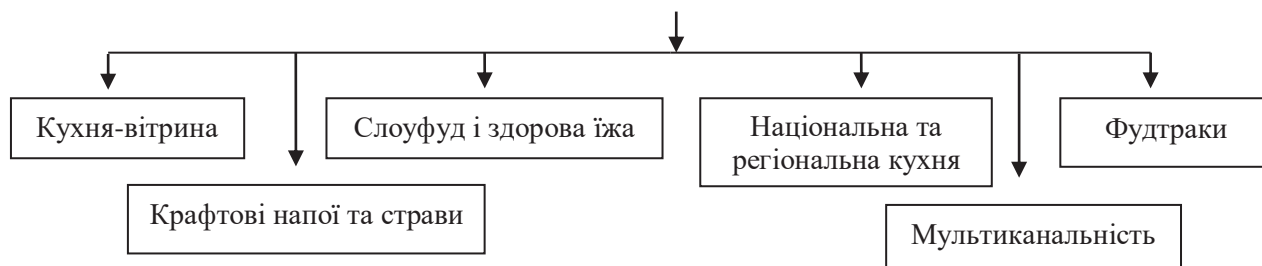 Кухня-вітрина
Слоуфуд і здорова їжа
Національна та
регіональна кухня
Фудтраки
Крафтові напої та страви
Мультиканальність